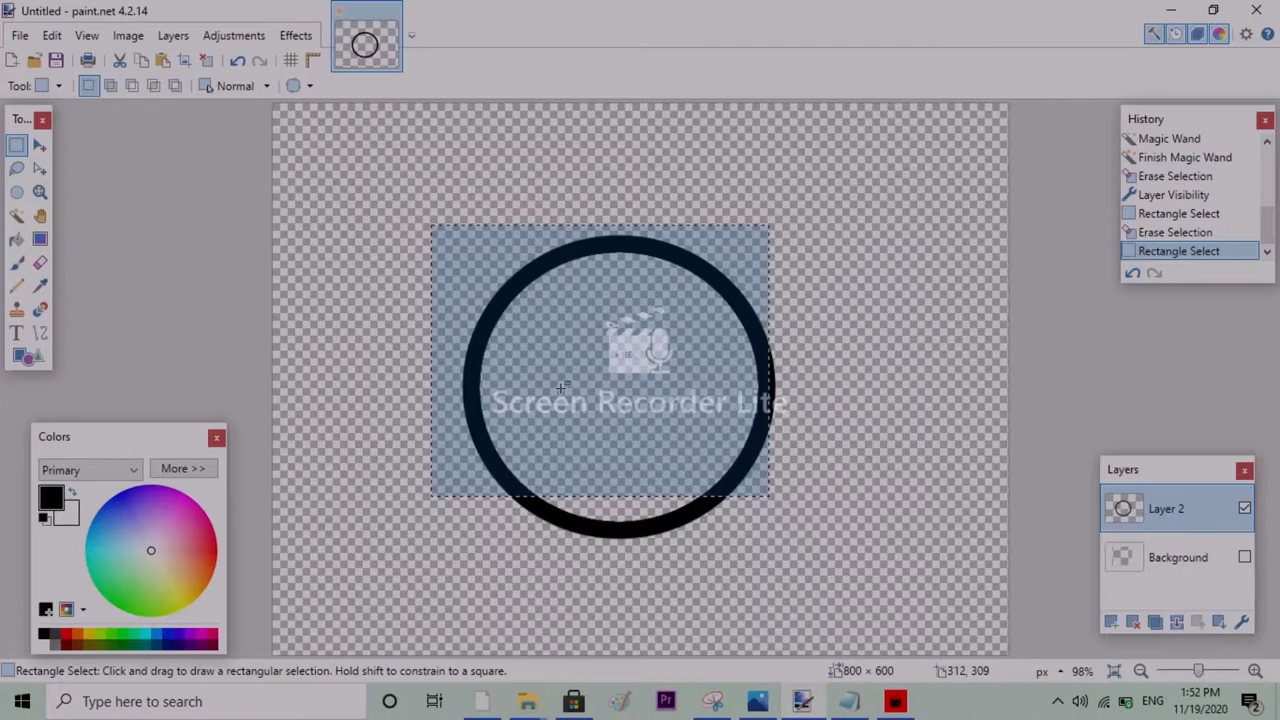 Untitled - paint.net 4.2.14
File Edit View Image Layers Adjustments Effects
Tool: Normal
To...
History
Magic Wand
Finish Magic Wand
Erase Selection
Layer Visibility
Rectangle Select
Erase Selection
Rectangle Select
REC
Screen Recorder Lite
Colors
Primary
More >>
Layers
Layer 2
Background
Rectangle Select: Click and drag to draw a rectangular selection. Hold shift to constrain to a square.
800 × 600
312, 309
px
98%
Type here to search
Pr
ENG
1:52 PM
11/19/2020
2